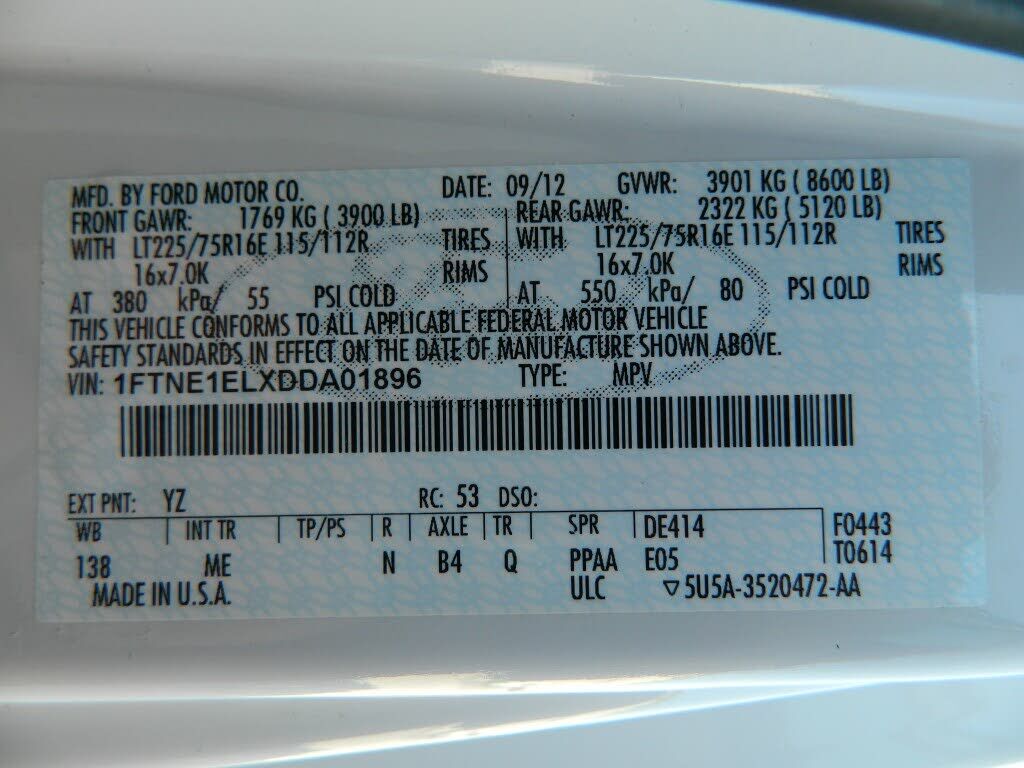 MFD. BY FORD MOTOR CO. DATE: 09/12 GVWR: 3901 KG ( 8600 LB)
FRONT GAWR: 1769 KG ( 3900 LB) REAR GAWR: 2322 KG ( 5120 LB)
WITH LT225/75R16E 115/112R TIRES WITH LT225/75R16E 115/112R TIRES
16x7.0K RIMS 16x7.0K RIMS
AT 380 kPa/ 55 PSI COLD AT 550 kPa/ 80 PSI COLD
THIS VEHICLE CONFORMS TO ALL APPLICABLE FEDERAL MOTOR VEHICLE
SAFETY STANDARDS IN EFFECT ON THE DATE OF MANUFACTURE SHOWN ABOVE.
VIN: 1FTNE1ELXDDA01896 TYPE: MPV
EXT PNT: YZ RC: 53 DSO:
WB INT TR TP/PS R AXLE TR SPR DE414 F0443
138 ME N B4 Q PPAA E05 T0614
MADE IN U.S.A. ULC ▽5U5A-3520472-AA